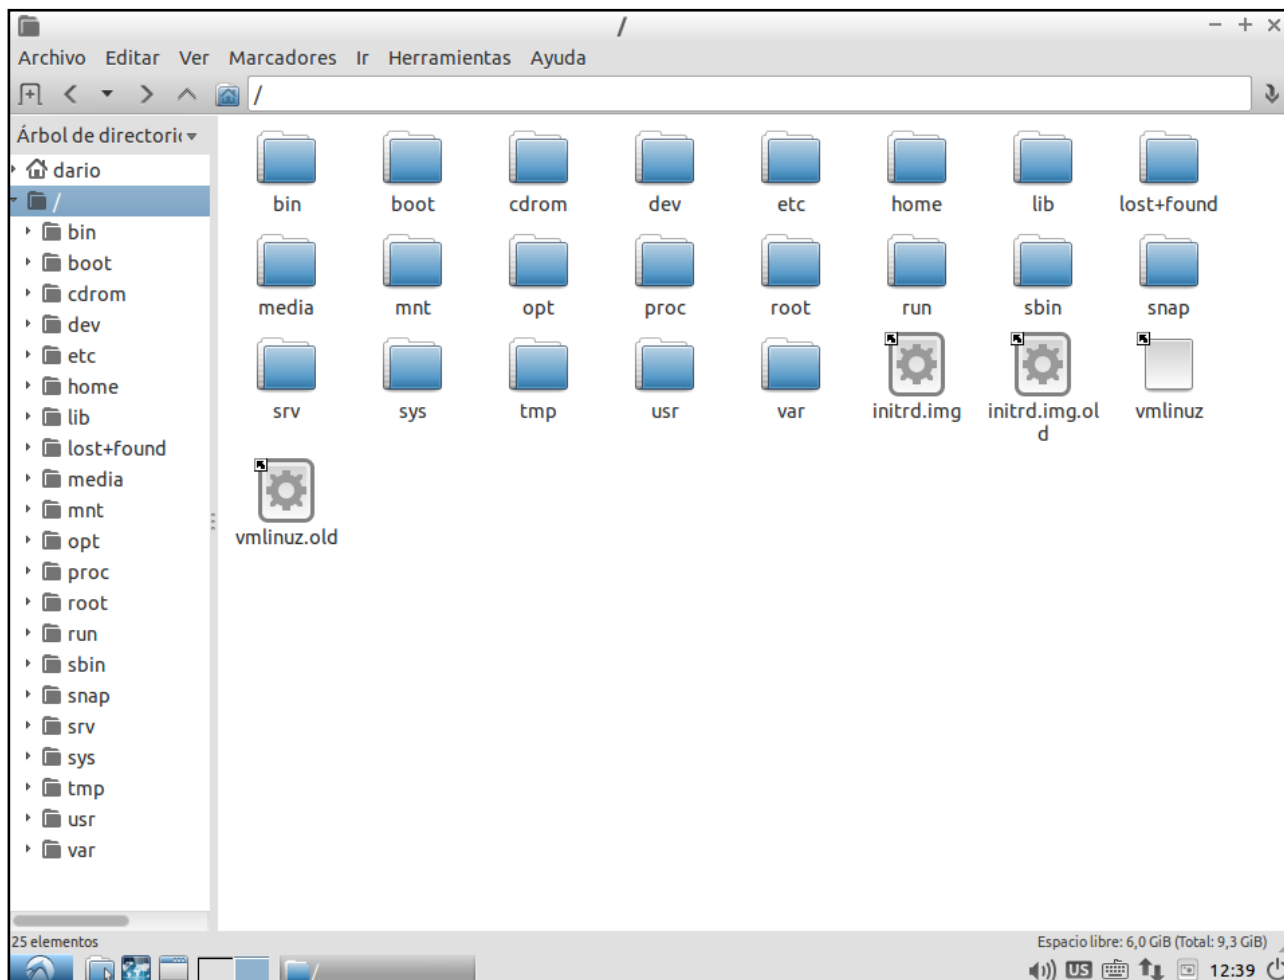 /
Archivo Editar Ver Marcadores Ir Herramientas Ayuda
/
Árbol de directori
dario
/
bin
boot
cdrom
dev
etc
home
lib
lost+found
media
mnt
opt
proc
root
run
sbin
snap
srv
sys
tmp
usr
var
bin boot cdrom dev etc home lib lost+found
media mnt opt proc root run sbin snap
srv sys tmp usr var initrd.img initrd.img.ol vmlinuz
d
vmlinuz.old
25 elementos
Espacio libre: 6,0 GiB (Total: 9,3 GiB)
/
US
12:39